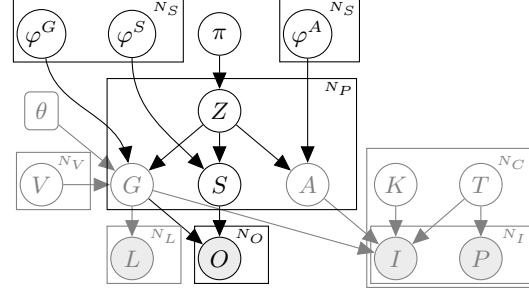 φ^G φ^S N_S π φ^A N_S
Z N_P
θ
V N_V G S A K T N_C
L N_L O N_O I P N_I